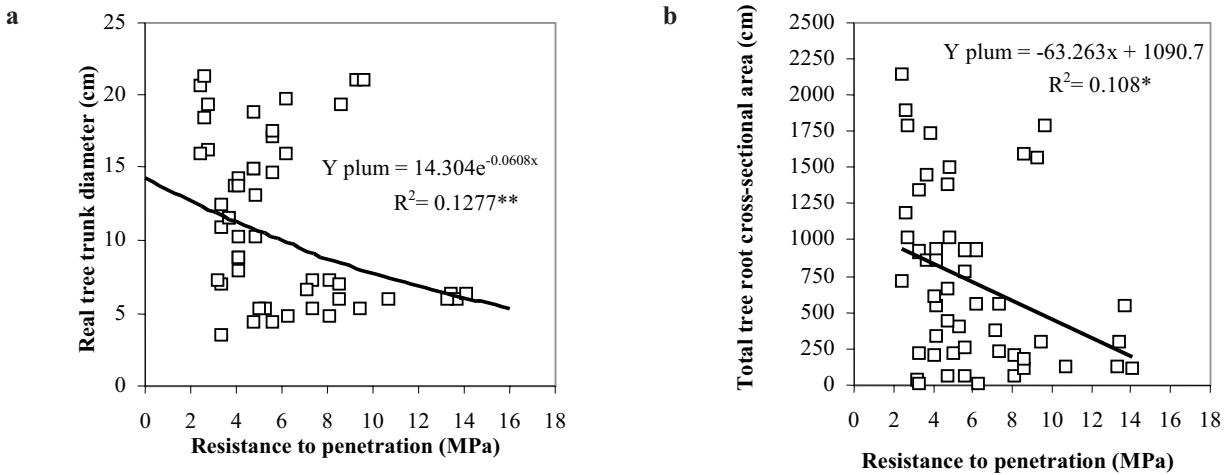 a
Real tree trunk diameter (cm)
25
20
15
10
5
0
Y plum = 14.304e^-0.0608x
R²= 0.1277**
0 2 4 6 8 10 12 14 16 18
Resistance to penetration (MPa)
b
Total tree root cross-sectional area (cm)
2500
2250
2000
1750
1500
1250
1000
750
500
250
0
Y plum = -63.263x + 1090.7
R²= 0.108*
0 2 4 6 8 10 12 14 16 18
Resistance to penetration (MPa)